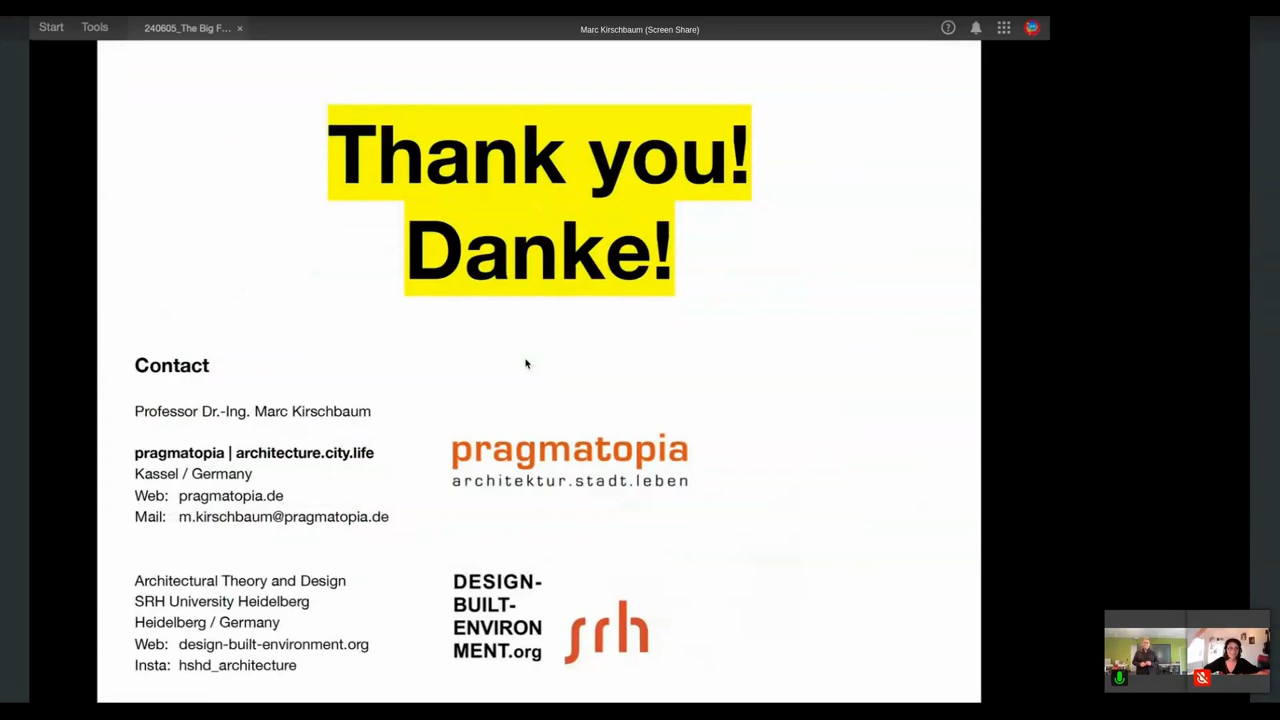 Start Tools 240605_The Big F... × Marc Kirschbaum (Screen Share)
Thank you!
Danke!
Contact
Professor Dr.-Ing. Marc Kirschbaum
pragmatopia | architecture.city.life
Kassel / Germany
Web: pragmatopia.de
Mail: m.kirschbaum@pragmatopia.de
pragmatopia
architektur.stadt.leben
Architectural Theory and Design
SRH University Heidelberg
Heidelberg / Germany
Web: design-built-environment.org
Insta: hshd_architecture
DESIGN-
BUILT-
ENVIRON
MENT.org
srh